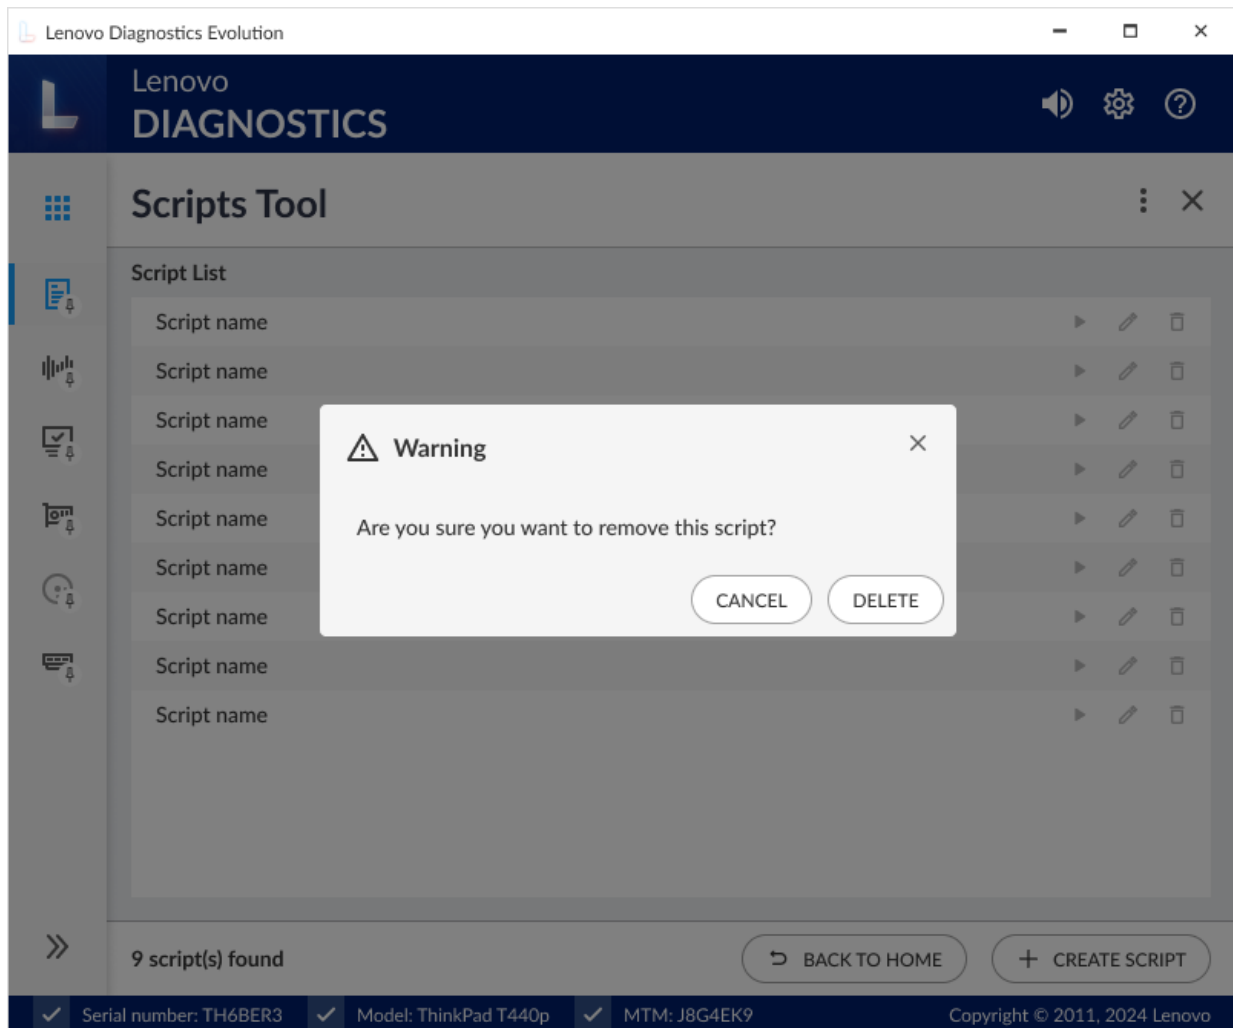 Lenovo Diagnostics Evolution
Lenovo
DIAGNOSTICS
Scripts Tool
Script List
Script name
Script name
Script name
Script name
Script name
Script name
Script name
Script name
Script name
Warning
Are you sure you want to remove this script?
CANCEL DELETE
9 script(s) found BACK TO HOME CREATE SCRIPT
Serial number: TH6BER3 Model: ThinkPad T440p MTM: J8G4EK9 Copyright © 2011, 2024 Lenovo